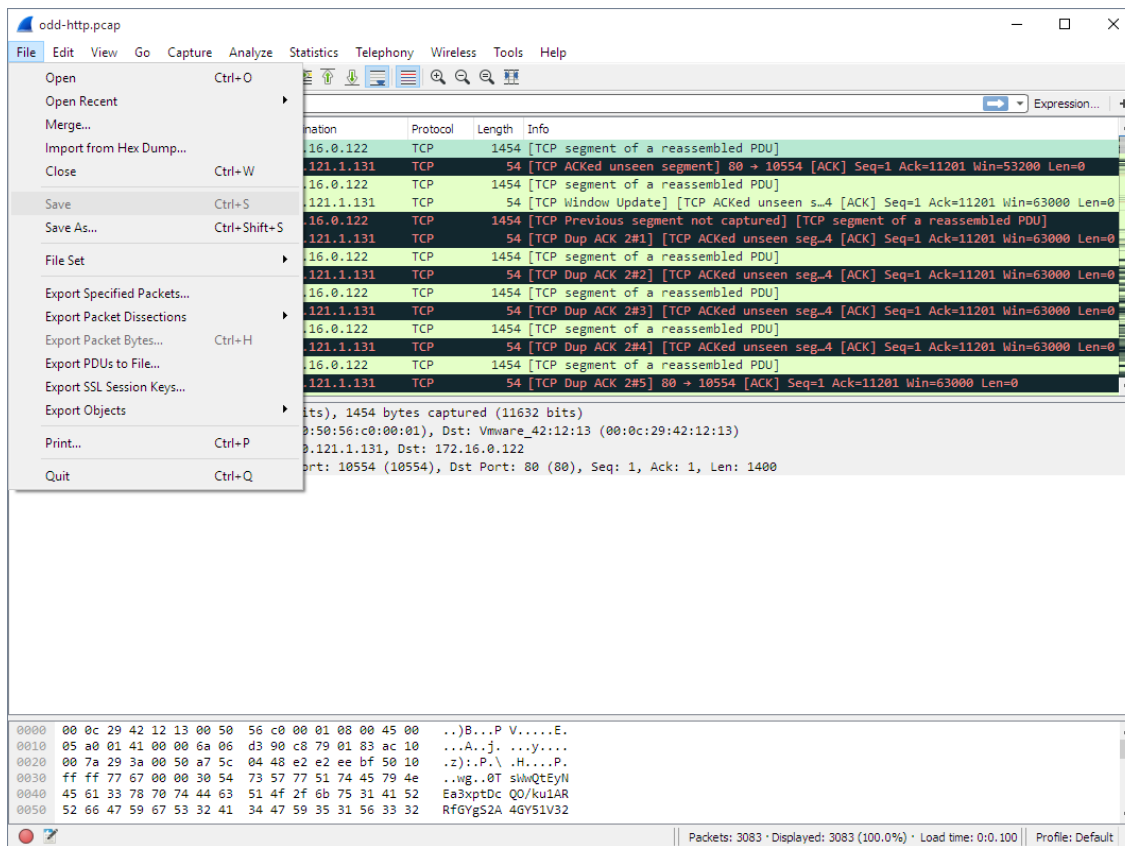 odd-http.pcap
File Edit View Go Capture Analyze Statistics Telephony Wireless Tools Help
Open Ctrl+O
Open Recent
Merge...
Import from Hex Dump...
Close Ctrl+W
Save Ctrl+S
Save As... Ctrl+Shift+S
File Set
Export Specified Packets...
Export Packet Dissections
Export Packet Bytes... Ctrl+H
Export PDUs to File...
Export SSL Session Keys...
Export Objects
Print... Ctrl+P
Quit Ctrl+Q
Expression...
ination Protocol Length Info
.16.0.122 TCP 1454 [TCP segment of a reassembled PDU]
.121.1.131 TCP 54 [TCP ACKed unseen segment] 80 → 10554 [ACK] Seq=1 Ack=11201 Win=53200 Len=0
.16.0.122 TCP 1454 [TCP segment of a reassembled PDU]
.121.1.131 TCP 54 [TCP Window Update] [TCP ACKed unseen s…4 [ACK] Seq=1 Ack=11201 Win=63000 Len=0
.16.0.122 TCP 1454 [TCP Previous segment not captured] [TCP segment of a reassembled PDU]
.121.1.131 TCP 54 [TCP Dup ACK 2#1] [TCP ACKed unseen seg…4 [ACK] Seq=1 Ack=11201 Win=63000 Len=0
.16.0.122 TCP 1454 [TCP segment of a reassembled PDU]
.121.1.131 TCP 54 [TCP Dup ACK 2#2] [TCP ACKed unseen seg…4 [ACK] Seq=1 Ack=11201 Win=63000 Len=0
.16.0.122 TCP 1454 [TCP segment of a reassembled PDU]
.121.1.131 TCP 54 [TCP Dup ACK 2#3] [TCP ACKed unseen seg…4 [ACK] Seq=1 Ack=11201 Win=63000 Len=0
.16.0.122 TCP 1454 [TCP segment of a reassembled PDU]
.121.1.131 TCP 54 [TCP Dup ACK 2#4] [TCP ACKed unseen seg…4 [ACK] Seq=1 Ack=11201 Win=63000 Len=0
.16.0.122 TCP 1454 [TCP segment of a reassembled PDU]
.121.1.131 TCP 54 [TCP Dup ACK 2#5] 80 → 10554 [ACK] Seq=1 Ack=11201 Win=63000 Len=0
its), 1454 bytes captured (11632 bits)
0:50:56:c0:00:01), Dst: Vmware_42:12:13 (00:0c:29:42:12:13)
0.121.1.131, Dst: 172.16.0.122
ort: 10554 (10554), Dst Port: 80 (80), Seq: 1, Ack: 1, Len: 1400
0000 00 0c 29 42 12 13 00 50 56 c0 00 01 08 00 45 00 ..)B...P V.....E.
0010 05 a0 01 41 00 00 6a 06 d3 90 c8 79 01 83 ac 10 ...A..j. ...y....
0020 00 7a 29 3a 00 50 a7 5c 04 48 e2 e2 ee bf 50 10 .z):.P.\ .H....P.
0030 ff ff 77 67 00 00 30 54 73 57 77 51 74 45 79 4e ..wg..0T sWwQtEyN
0040 45 61 33 78 70 74 44 63 51 4f 2f 6b 75 31 41 52 Ea3xptDc QO/ku1AR
0050 52 66 47 59 67 53 32 41 34 47 59 35 31 56 33 32 RfGYgS2A 4GY51V32
Packets: 3083 · Displayed: 3083 (100.0%) · Load time: 0:0.100 Profile: Default